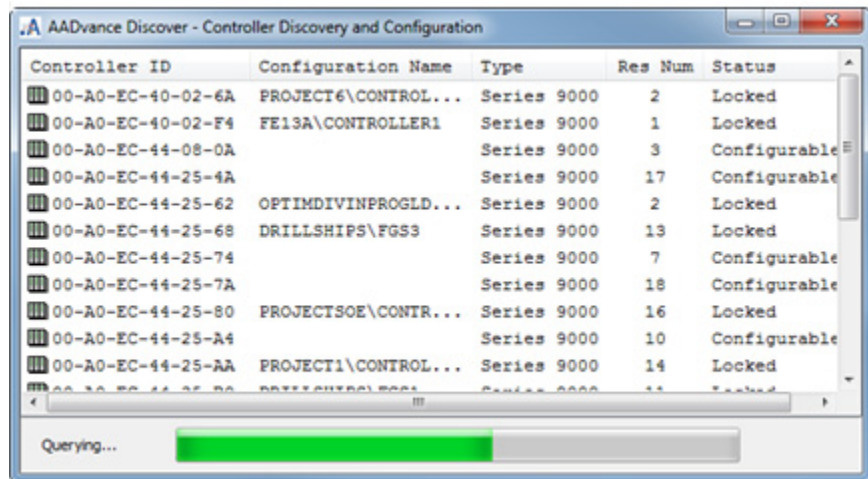 AADvance Discover - Controller Discovery and Configuration
Controller ID Configuration Name Type Res Num Status
00-A0-EC-40-02-6A PROJECT6\CONTROL... Series 9000 2 Locked
00-A0-EC-40-02-F4 FE13A\CONTROLLER1 Series 9000 1 Locked
00-A0-EC-44-08-0A Series 9000 3 Configurable
00-A0-EC-44-25-4A Series 9000 17 Configurable
00-A0-EC-44-25-62 OPTIMDIVINPROGLD... Series 9000 2 Locked
00-A0-EC-44-25-68 DRILLSHIPS\FGS3 Series 9000 13 Locked
00-A0-EC-44-25-74 Series 9000 7 Configurable
00-A0-EC-44-25-7A Series 9000 18 Configurable
00-A0-EC-44-25-80 PROJECTSOE\CONTR... Series 9000 16 Locked
00-A0-EC-44-25-A4 Series 9000 10 Configurable
00-A0-EC-44-25-AA PROJECT1\CONTROL... Series 9000 14 Locked
Querying...